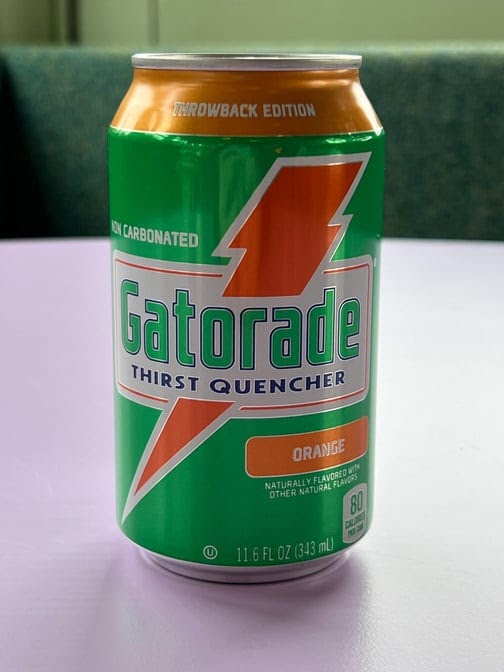 THROWBACK EDITION
NON CARBONATED
Gatorade
THIRST QUENCHER
ORANGE
NATURALLY FLAVORED WITH
OTHER NATURAL FLAVORS
80
CALORIES
PER CAN
U
11.6 FL OZ (343 mL)